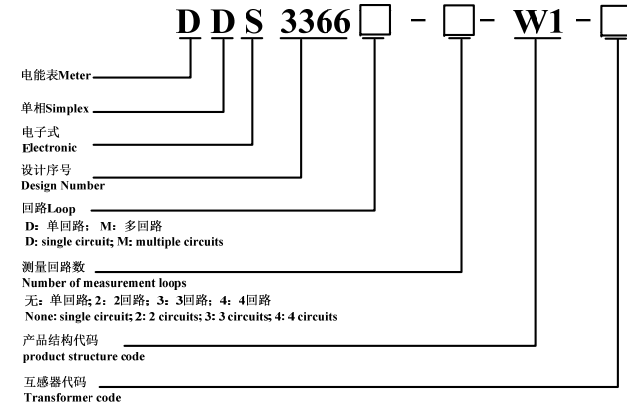 D D S 3366□ - □ - W1 - □
电能表Meter
单相Simplex
电子式
Electronic
设计序号
Design Number
回路Loop
D：单回路； M：多回路
D: single circuit; M: multiple circuits
测量回路数
Number of measurement loops
无：单回路; 2：2回路；3：3回路；4：4回路
None: single circuit; 2: 2 circuits; 3: 3 circuits; 4: 4 circuits
产品结构代码
product structure code
互感器代码
Transformer code